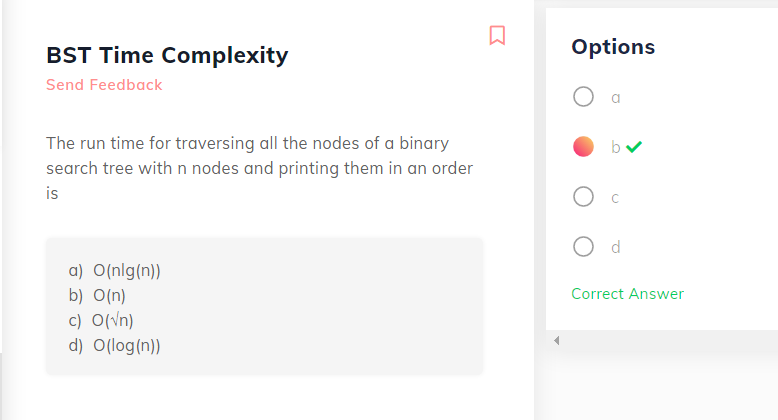 BST Time Complexity
Send Feedback
The run time for traversing all the nodes of a binary
search tree with n nodes and printing them in an order
is
a) O(nlg(n))
b) O(n)
c) O(√n)
d) O(log(n))
Options
a
b
c
d
Correct Answer